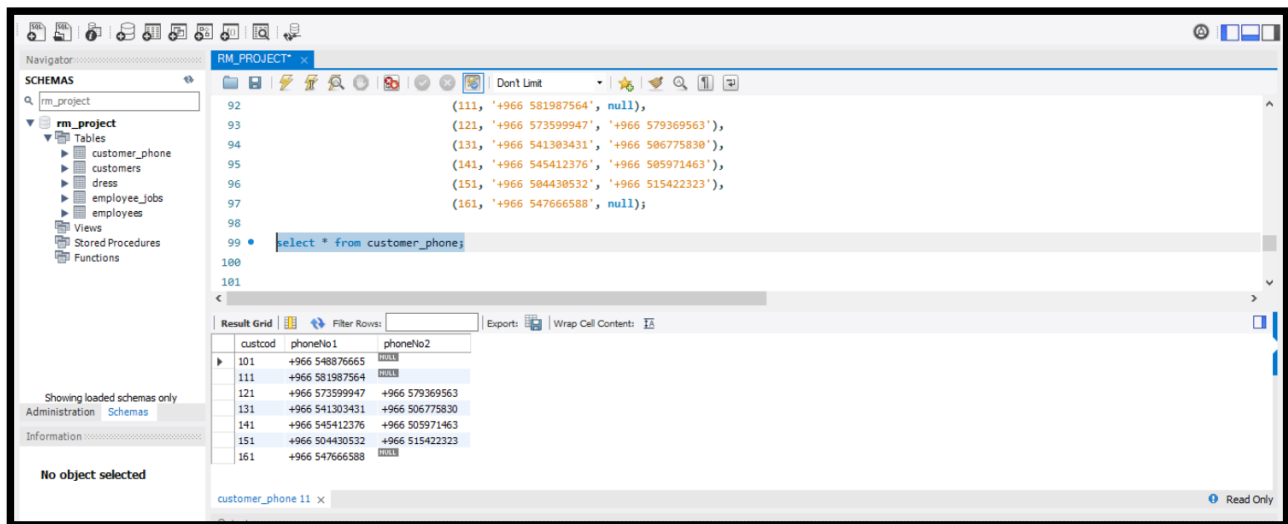 Navigator
SCHEMAS
rm_project
rm_project
Tables
customer_phone
customers
dress
employee_jobs
employees
Views
Stored Procedures
Functions
Showing loaded schemas only
Administration Schemas
Information
No object selected
RM_PROJECT*
Don't Limit
92 (111, '+966 581987564', null),
93 (121, '+966 573599947', '+966 579369563'),
94 (131, '+966 541303431', '+966 506775830'),
95 (141, '+966 545412376', '+966 505971463'),
96 (151, '+966 504430532', '+966 515422323'),
97 (161, '+966 547666588', null);
98
99 select * from customer_phone;
100
101
Result Grid Filter Rows: Export: Wrap Cell Content:
custcod phoneNo1 phoneNo2
101 +966 548876665 NULL
111 +966 581987564 NULL
121 +966 573599947 +966 579369563
131 +966 541303431 +966 506775830
141 +966 545412376 +966 505971463
151 +966 504430532 +966 515422323
161 +966 547666588 NULL
customer_phone 11
Read Only